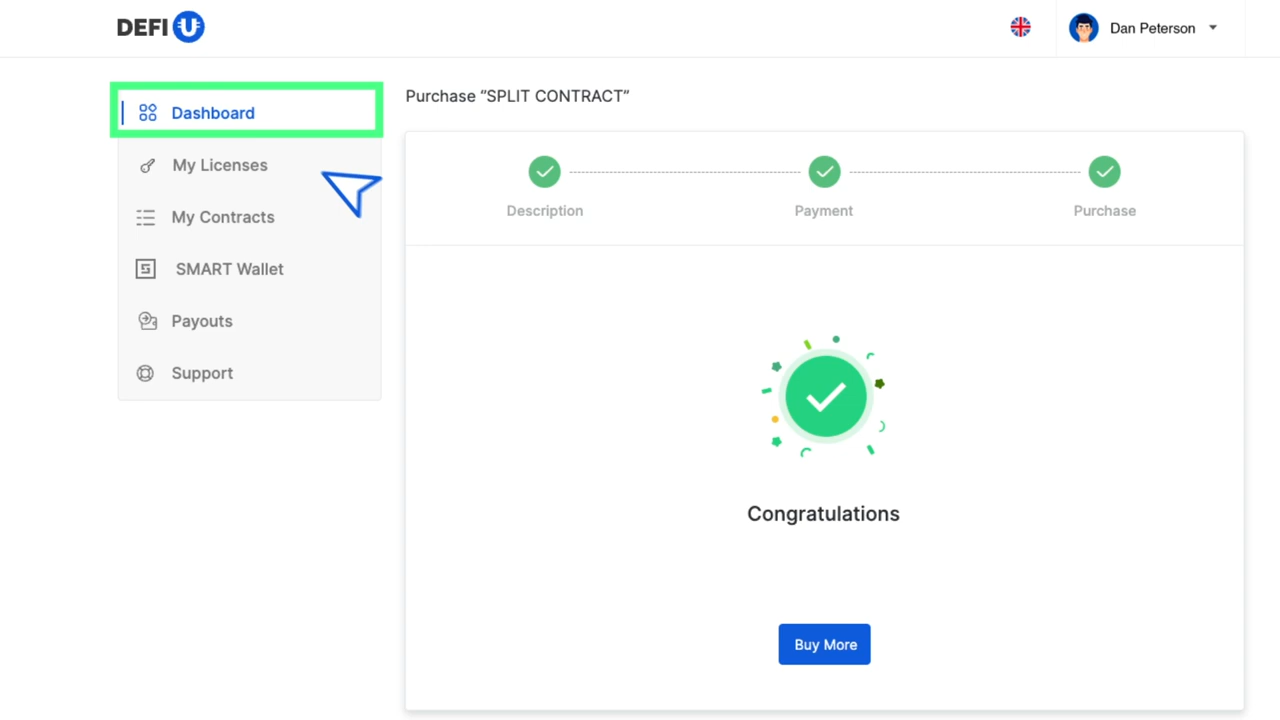 DEFI U
Dan Peterson
Dashboard
My Licenses
My Contracts
SMART Wallet
Payouts
Support
Purchase “SPLIT CONTRACT”
Description
Payment
Purchase
Congratulations
Buy More